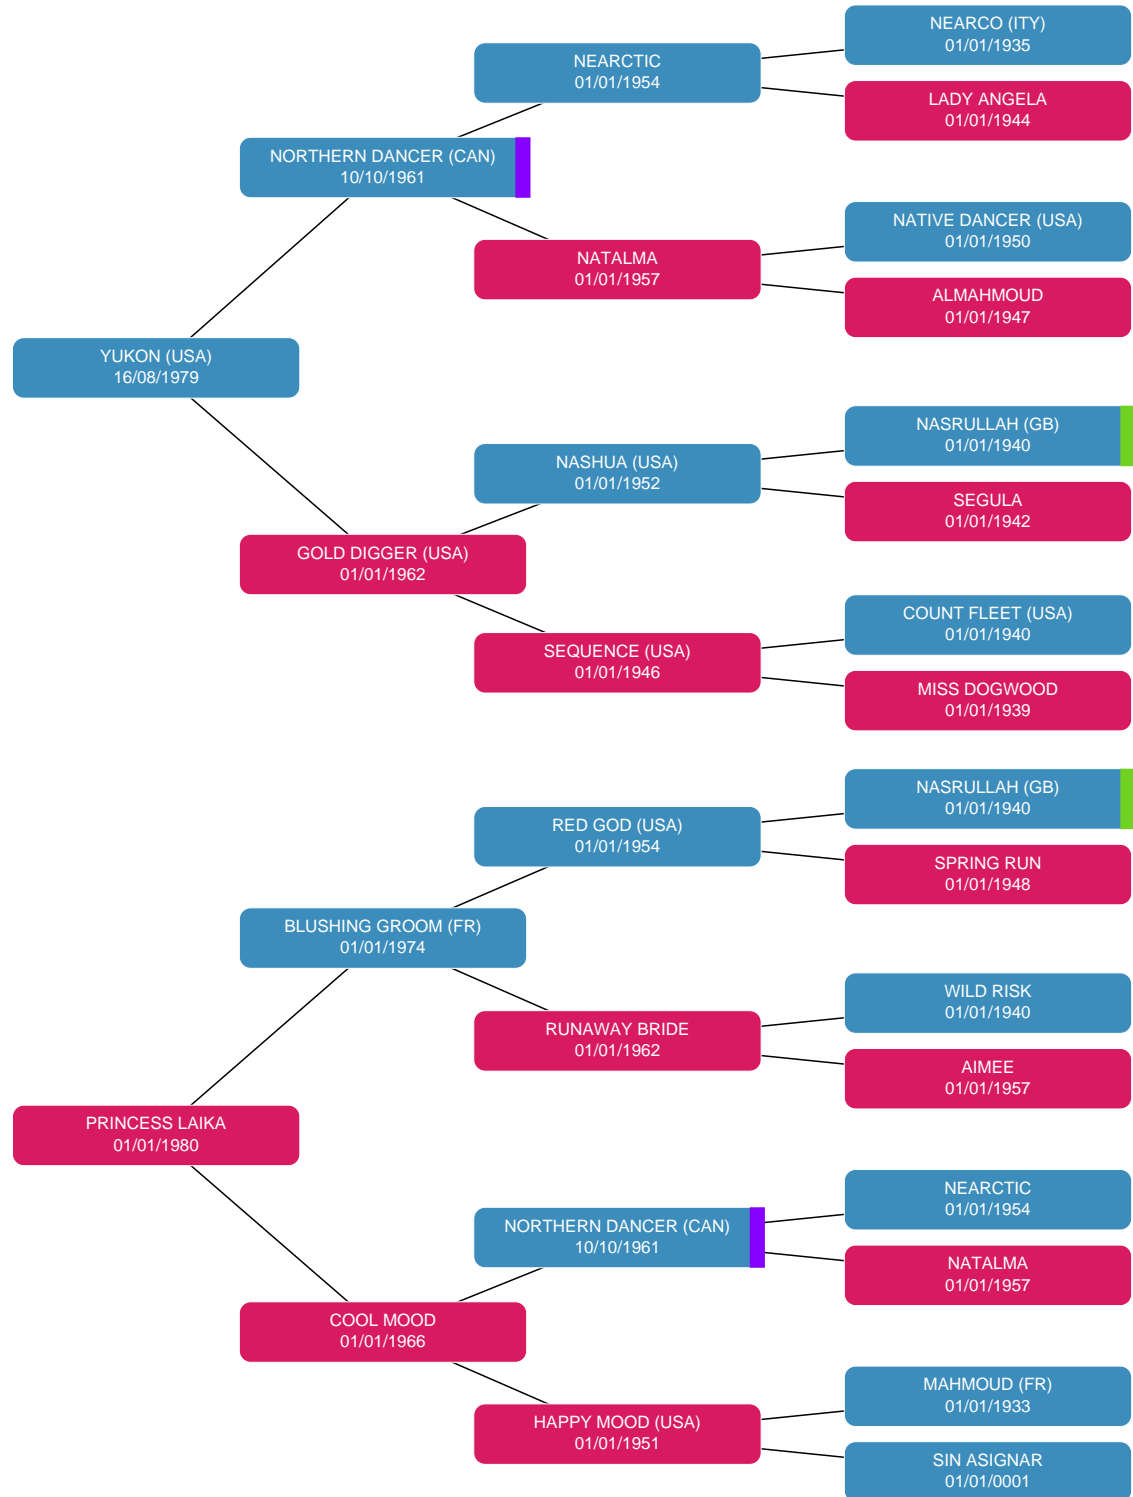 NEARCO (ITY)
01/01/1935
NEARCTIC
01/01/1954
LADY ANGELA
01/01/1944
NORTHERN DANCER (CAN)
10/10/1961
NATIVE DANCER (USA)
01/01/1950
NATALMA
01/01/1957
ALMAHMOUD
01/01/1947
YUKON (USA)
16/08/1979
NASRULLAH (GB)
01/01/1940
NASHUA (USA)
01/01/1952
SEGULA
01/01/1942
GOLD DIGGER (USA)
01/01/1962
COUNT FLEET (USA)
01/01/1940
SEQUENCE (USA)
01/01/1946
MISS DOGWOOD
01/01/1939
NASRULLAH (GB)
01/01/1940
RED GOD (USA)
01/01/1954
SPRING RUN
01/01/1948
BLUSHING GROOM (FR)
01/01/1974
WILD RISK
01/01/1940
RUNAWAY BRIDE
01/01/1962
AIMEE
01/01/1957
PRINCESS LAIKA
01/01/1980
NEARCTIC
01/01/1954
NORTHERN DANCER (CAN)
10/10/1961
NATALMA
01/01/1957
COOL MOOD
01/01/1966
MAHMOUD (FR)
01/01/1933
HAPPY MOOD (USA)
01/01/1951
SIN ASIGNAR
01/01/0001